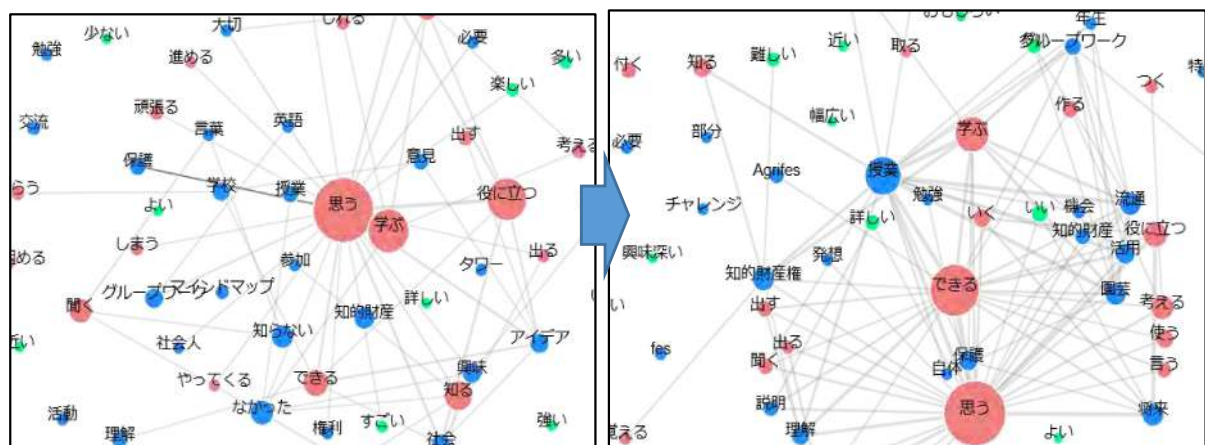 しれる
大切
少ない
勉強
必要
進める
多い
楽しい
頑張る
交流
言葉
英語
出す
考える
意見
保護
学校
授業
役に立つ
らう
よい
思う
学ぶ
しまう
出る
参加
タワー
グループワーク
マインドマップ
詳しい
聞く
知的財産
知らない
アイデア
社会人
近い
興味
やってくる
できる
知る
なかった
活動
理解
権利
すごい
社会
強い
年生
グループワーク
難しい
近い
取る
付く
知る
つく
特
作る
幅広い
学ぶ
必要
部分
Agrifes
授業
勉強
チャレンジ
詳しい
いく
いい
機会
流通
役に立つ
知的財産
活用
興味深い
発想
知的財産権
できる
園芸
出す
考える
使う
出る
fes
聞く
保護
自体
言う
説明
思う
将来
覚える
理解
よい